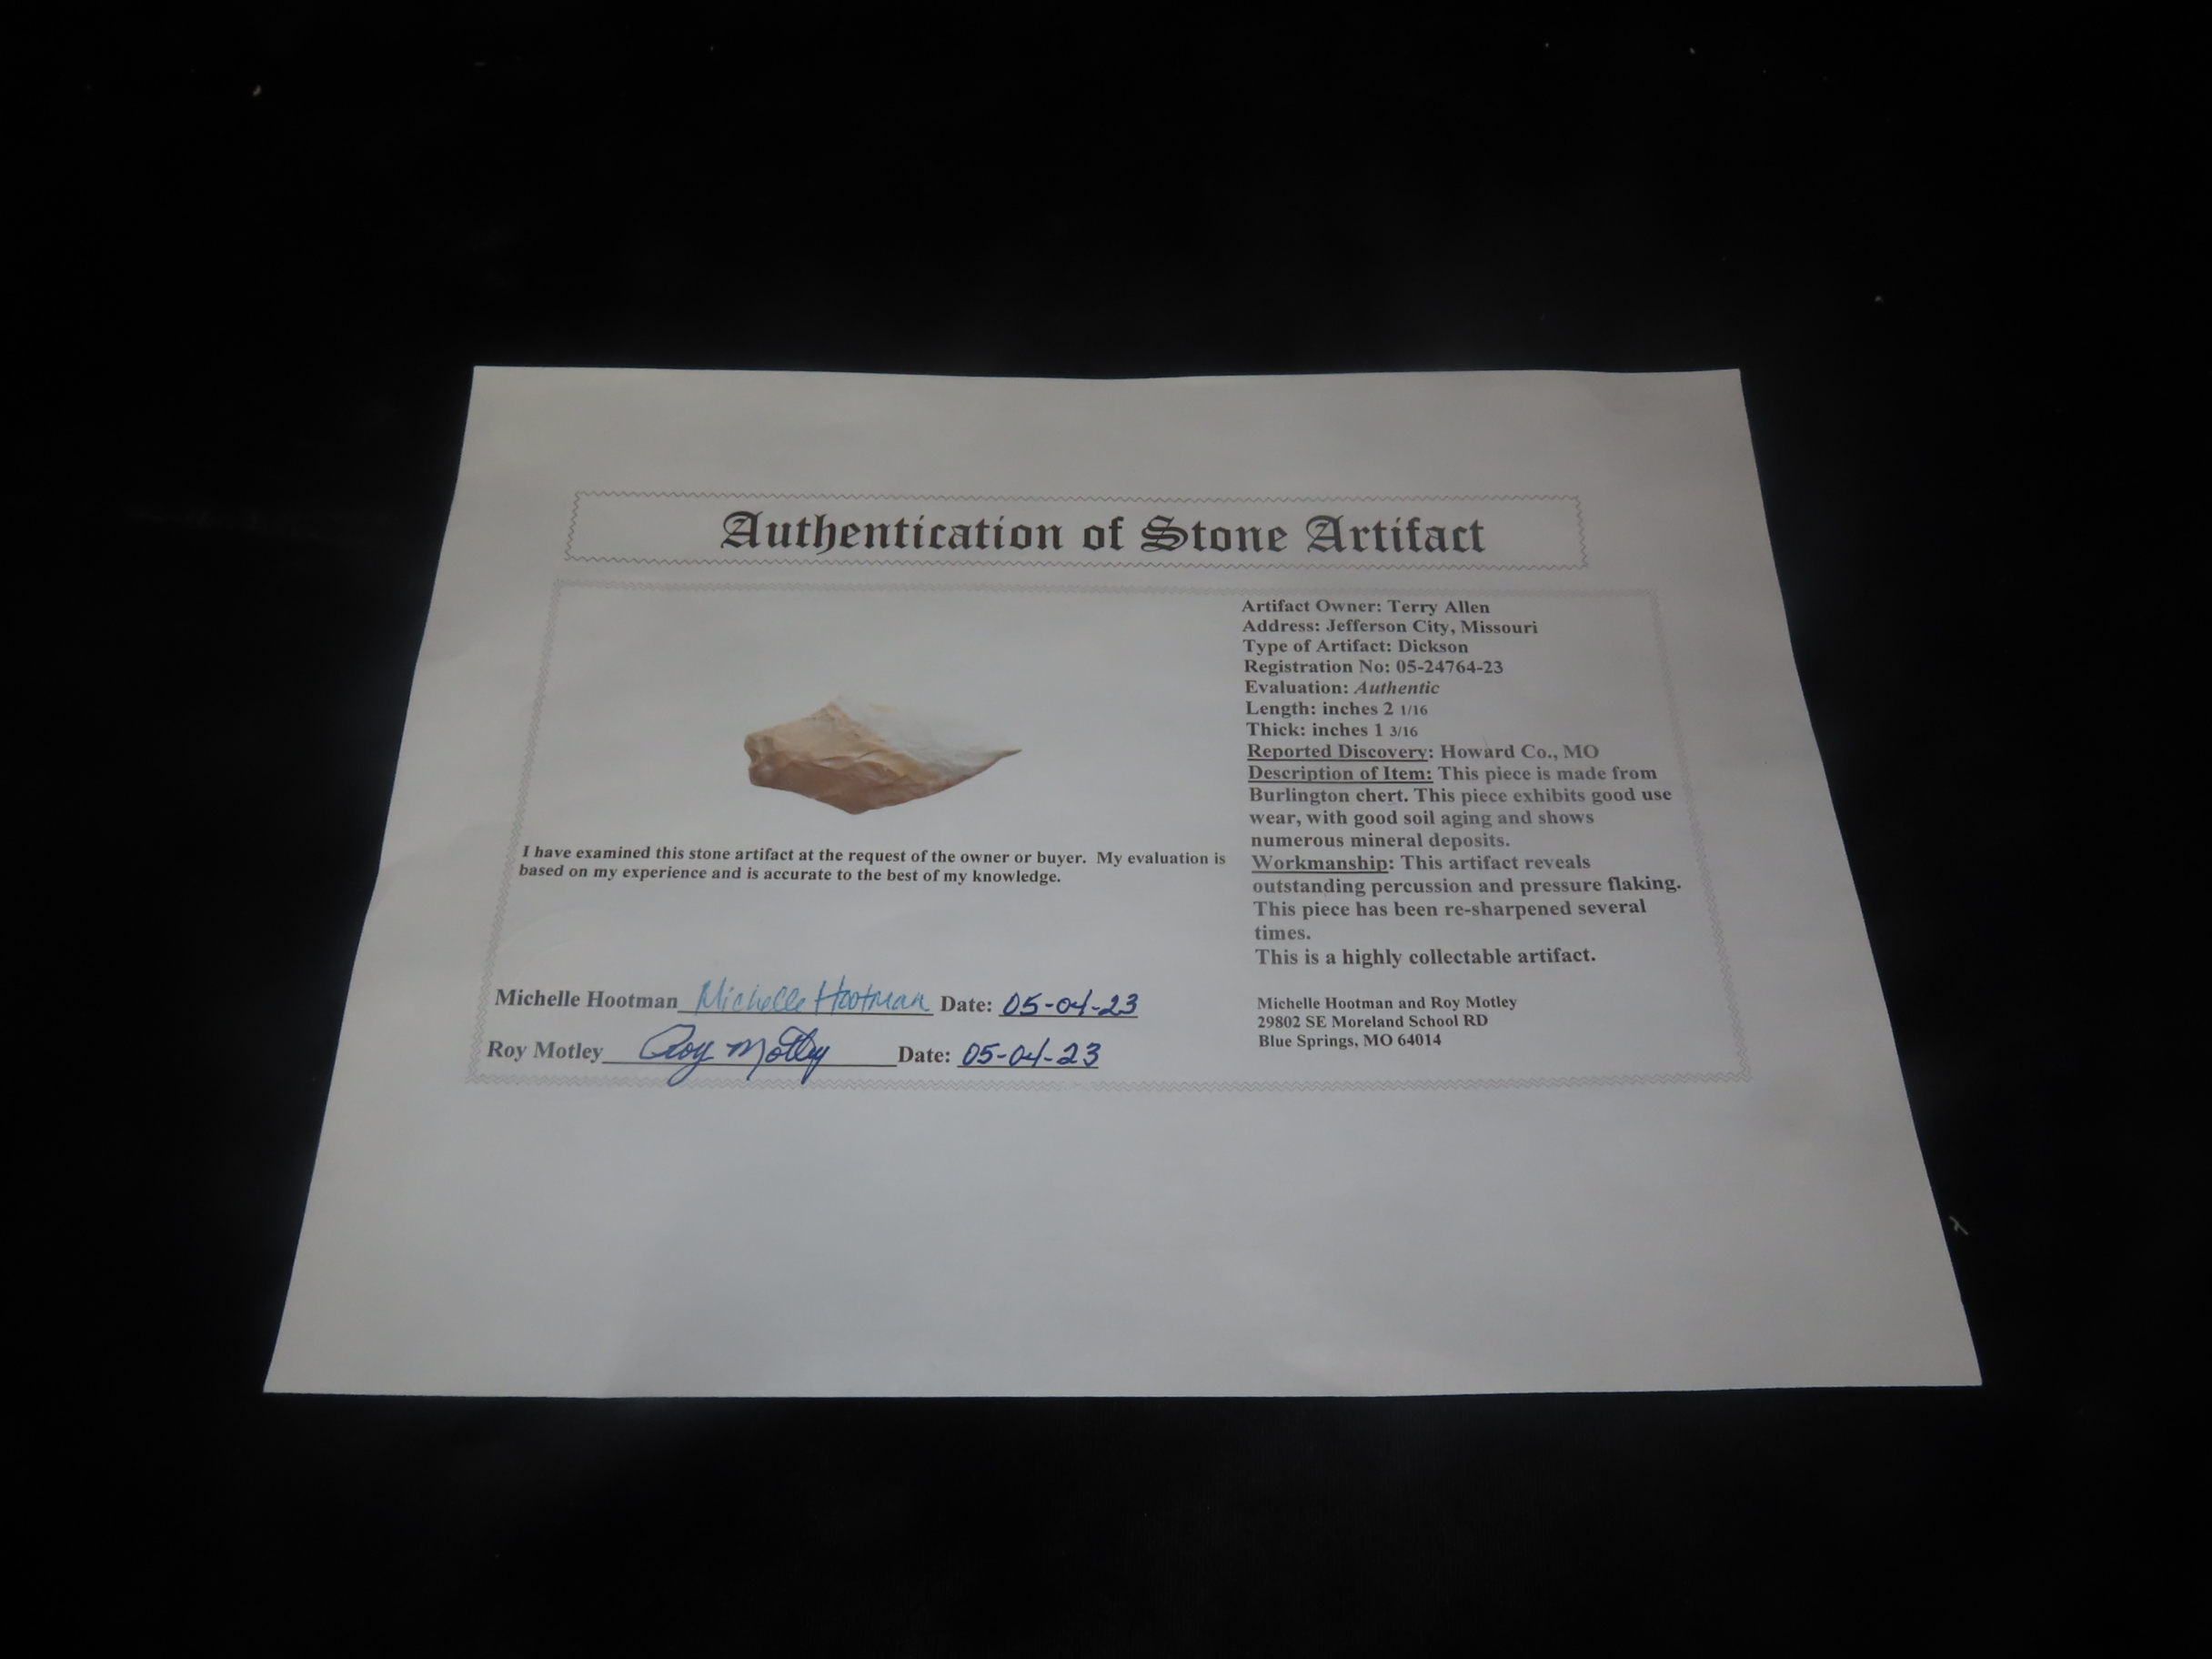 Authentication of Stone Artifact
Artifact Owner: Terry Allen
Address: Jefferson City, Missouri
Type of Artifact: Dickson
Registration No: 05-24764-23
Evaluation: Authentic
Length: inches 2 1/16
Thick: inches 1 3/16
Reported Discovery: Howard Co., MO
Description of Item: This piece is made from
Burlington chert. This piece exhibits good use
wear, with good soil aging and shows
numerous mineral deposits.
Workmanship: This artifact reveals
outstanding percussion and pressure flaking.
This piece has been re-sharpened several
times.
This is a highly collectable artifact.
I have examined this stone artifact at the request of the owner or buyer. My evaluation is
based on my experience and is accurate to the best of my knowledge.
Michelle Hootman Michelle Hootman Date: 05-04-23
Roy Motley Roy Motley Date: 05-04-23
Michelle Hootman and Roy Motley
29802 SE Moreland School RD
Blue Springs, MO 64014